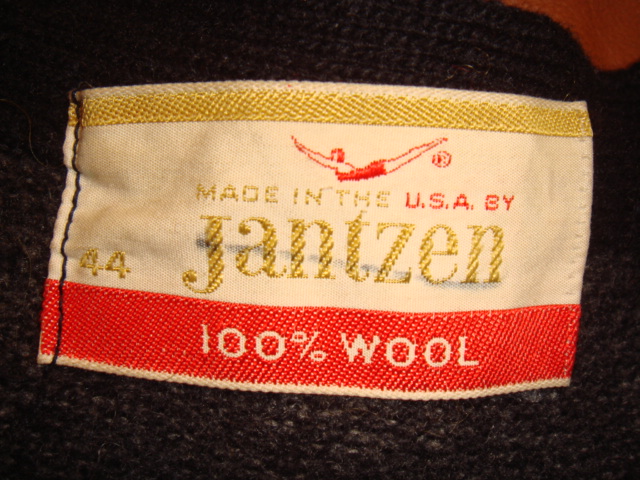 ®
MADE IN THE U.S.A. BY
Jantzen
44
100% WOOL